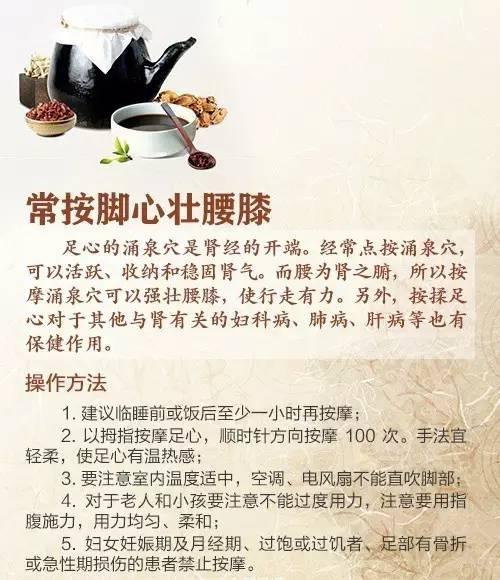 常按脚心壮腰膝
足心的涌泉穴是肾经的开端。经常点按涌泉穴，
可以活跃、收纳和稳固肾气。而腰为肾之腑，所以按
摩涌泉穴可以强壮腰膝，使行走有力。另外，按揉足
心对于其他与肾有关的妇科病、肺病、肝病等也有
保健作用。
操作方法
1. 建议临睡前或饭后至少一小时再按摩；
2. 以拇指按摩足心，顺时针方向按摩 100 次。手法宜
轻柔，使足心有温热感；
3. 要注意室内温度适中，空调、电风扇不能直吹脚部；
4. 对于老人和小孩要注意不能过度用力，注意要用指
腹施力，用力均匀、柔和；
5. 妇女妊娠期及月经期、过饱或过饥者、足部有骨折
或急性期损伤的患者禁止按摩。